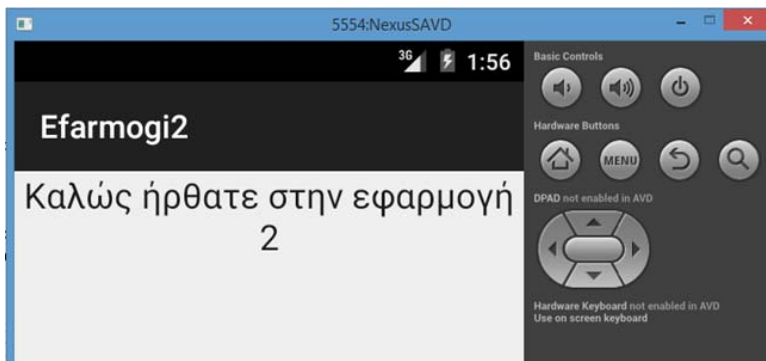 5554:NexusSAVD
3G 1:56
Efarmogi2
Καλώς ήρθατε στην εφαρμογή
2
Basic Controls
Hardware Buttons
MENU
DPAD not enabled in AVD
Hardware Keyboard not enabled in AVD
Use on screen keyboard